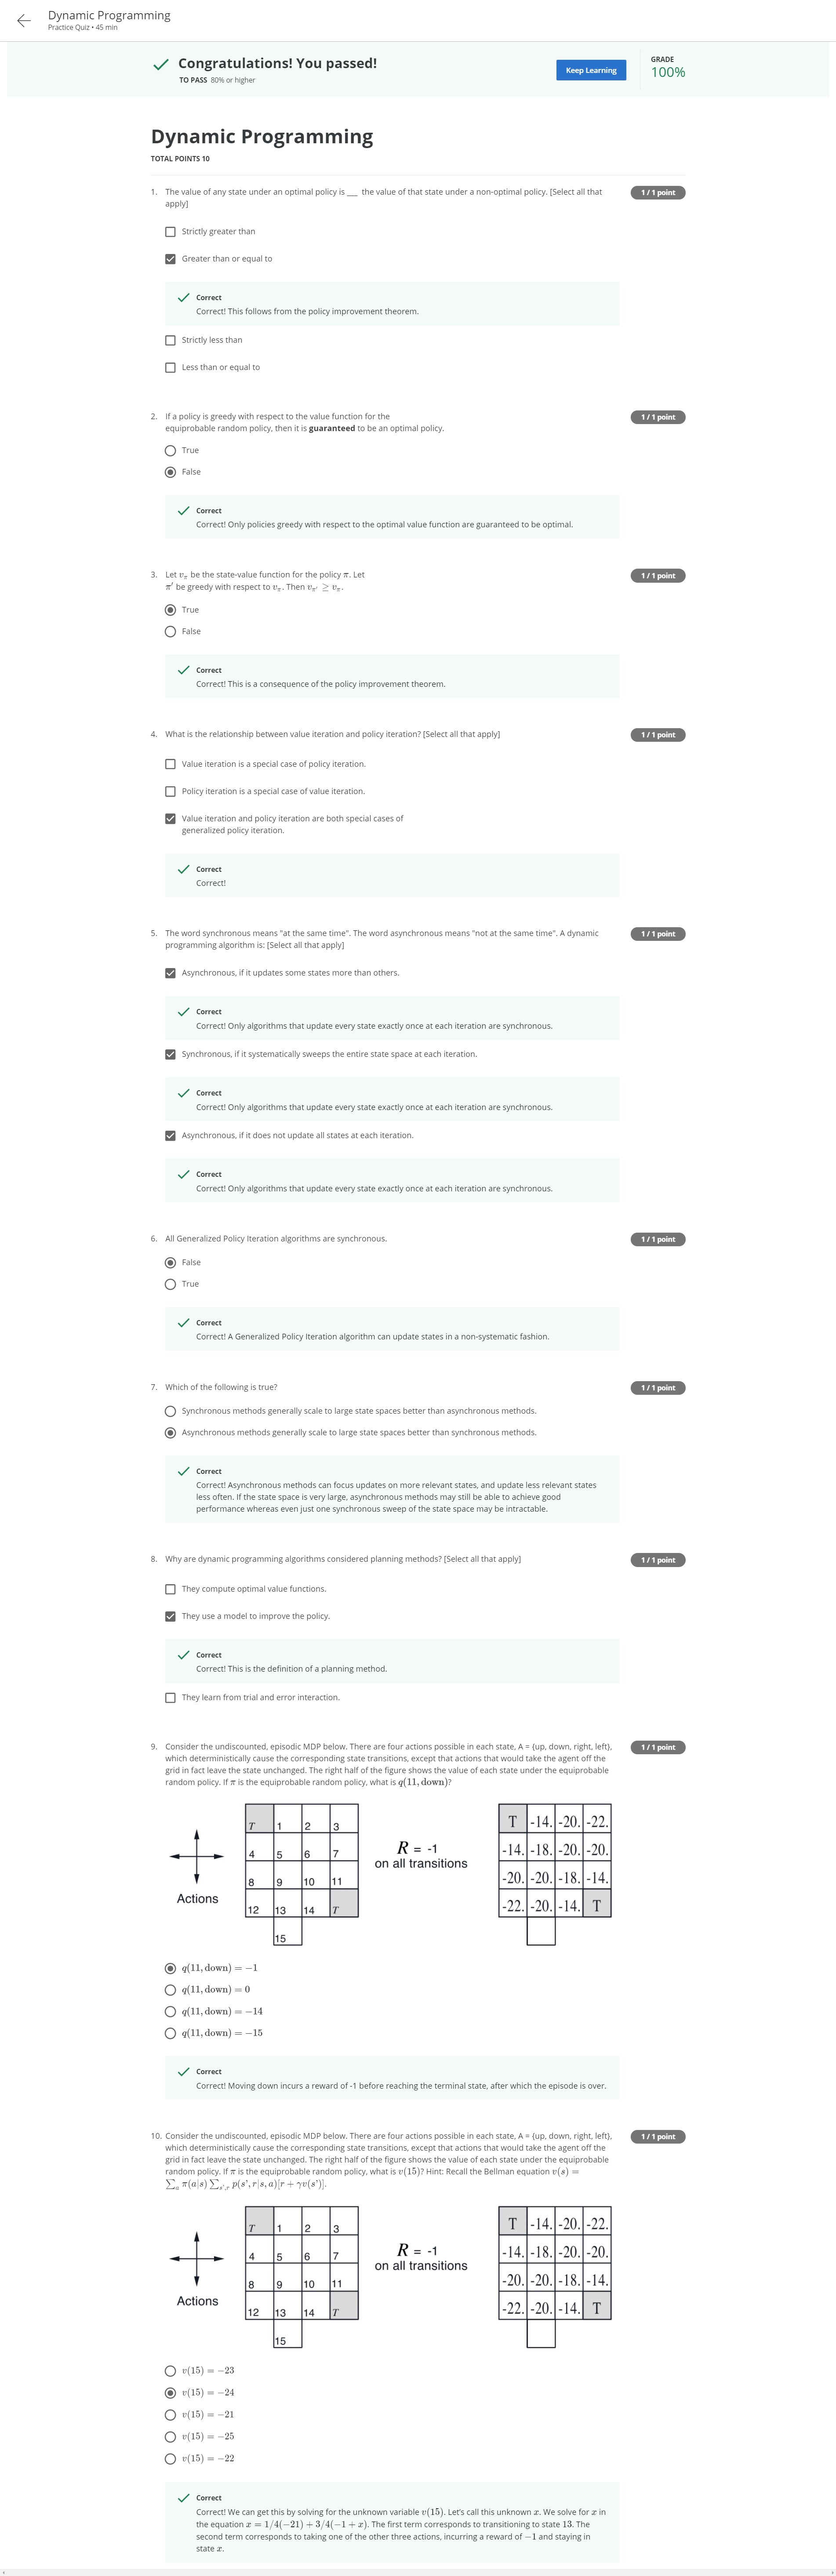 Dynamic Programming
Practice Quiz • 45 min
Congratulations! You passed!
TO PASS 80% or higher
Keep Learning
GRADE
100%
Dynamic Programming
TOTAL POINTS 10
1. The value of any state under an optimal policy is ___ the value of that state under a non-optimal policy. [Select all that
apply]
1 / 1 point
Strictly greater than
Greater than or equal to
Correct
Correct! This follows from the policy improvement theorem.
Strictly less than
Less than or equal to
2. If a policy is greedy with respect to the value function for the
equiprobable random policy, then it is guaranteed to be an optimal policy.
1 / 1 point
True
False
Correct
Correct! Only policies greedy with respect to the optimal value function are guaranteed to be optimal.
3. Let vπ be the state-value function for the policy π. Let
π′ be greedy with respect to vπ. Then vπ′ ≥ vπ.
1 / 1 point
True
False
Correct
Correct! This is a consequence of the policy improvement theorem.
4. What is the relationship between value iteration and policy iteration? [Select all that apply]
1 / 1 point
Value iteration is a special case of policy iteration.
Policy iteration is a special case of value iteration.
Value iteration and policy iteration are both special cases of
generalized policy iteration.
Correct
Correct!
5. The word synchronous means "at the same time". The word asynchronous means "not at the same time". A dynamic
programming algorithm is: [Select all that apply]
1 / 1 point
Asynchronous, if it updates some states more than others.
Correct
Correct! Only algorithms that update every state exactly once at each iteration are synchronous.
Synchronous, if it systematically sweeps the entire state space at each iteration.
Correct
Correct! Only algorithms that update every state exactly once at each iteration are synchronous.
Asynchronous, if it does not update all states at each iteration.
Correct
Correct! Only algorithms that update every state exactly once at each iteration are synchronous.
6. All Generalized Policy Iteration algorithms are synchronous.
1 / 1 point
False
True
Correct
Correct! A Generalized Policy Iteration algorithm can update states in a non-systematic fashion.
7. Which of the following is true?
1 / 1 point
Synchronous methods generally scale to large state spaces better than asynchronous methods.
Asynchronous methods generally scale to large state spaces better than synchronous methods.
Correct
Correct! Asynchronous methods can focus updates on more relevant states, and update less relevant states
less often. If the state space is very large, asynchronous methods may still be able to achieve good
performance whereas even just one synchronous sweep of the state space may be intractable.
8. Why are dynamic programming algorithms considered planning methods? [Select all that apply]
1 / 1 point
They compute optimal value functions.
They use a model to improve the policy.
Correct
Correct! This is the definition of a planning method.
They learn from trial and error interaction.
9. Consider the undiscounted, episodic MDP below. There are four actions possible in each state, A = {up, down, right, left},
which deterministically cause the corresponding state transitions, except that actions that would take the agent off the
grid in fact leave the state unchanged. The right half of the figure shows the value of each state under the equiprobable
random policy. If π is the equiprobable random policy, what is q(11, down)?
1 / 1 point
T 1 2 3
4 5 6 7
8 9 10 11
12 13 14 T
15
Actions
R = -1
on all transitions
T -14. -20. -22.
-14. -18. -20. -20.
-20. -20. -18. -14.
-22. -20. -14. T
q(11, down) = −1
q(11, down) = 0
q(11, down) = −14
q(11, down) = −15
Correct
Correct! Moving down incurs a reward of -1 before reaching the terminal state, after which the episode is over.
10. Consider the undiscounted, episodic MDP below. There are four actions possible in each state, A = {up, down, right, left},
which deterministically cause the corresponding state transitions, except that actions that would take the agent off the
grid in fact leave the state unchanged. The right half of the figure shows the value of each state under the equiprobable
random policy. If π is the equiprobable random policy, what is v(15)? Hint: Recall the Bellman equation v(s) =
∑a π(a|s) ∑s',r p(s', r|s, a)[r + γv(s')].
1 / 1 point
T 1 2 3
4 5 6 7
8 9 10 11
12 13 14 T
15
Actions
R = -1
on all transitions
T -14. -20. -22.
-14. -18. -20. -20.
-20. -20. -18. -14.
-22. -20. -14. T
v(15) = −23
v(15) = −24
v(15) = −21
v(15) = −25
v(15) = −22
Correct
Correct! We can get this by solving for the unknown variable v(15). Let's call this unknown x. We solve for x in
the equation x = 1/4(−21) + 3/4(−1 + x). The first term corresponds to transitioning to state 13. The
second term corresponds to taking one of the other three actions, incurring a reward of −1 and staying in
state x.